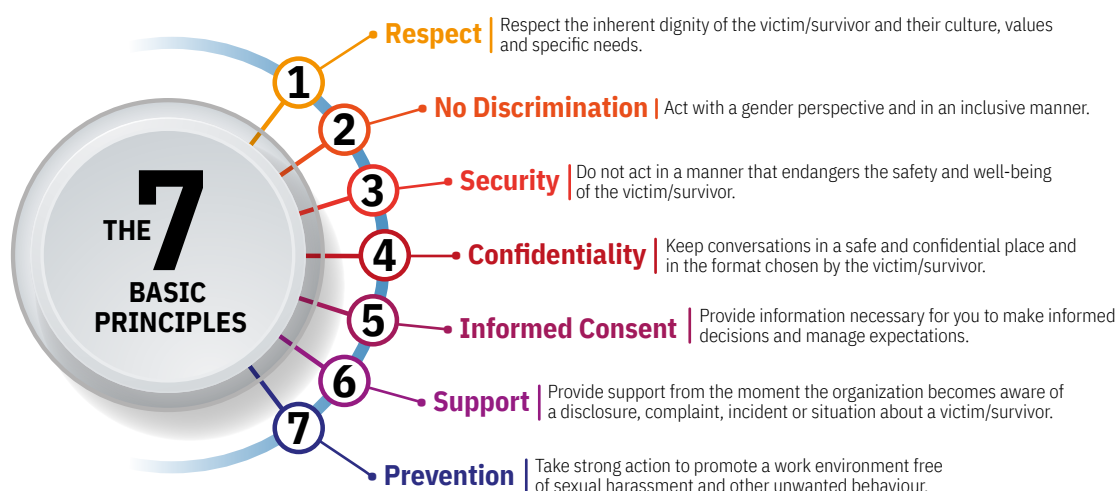 THE 7
BASIC
PRINCIPLES
1
Respect
Respect the inherent dignity of the victim/survivor and their culture, values
and specific needs.
2
No Discrimination
Act with a gender perspective and in an inclusive manner.
3
Security
Do not act in a manner that endangers the safety and well-being
of the victim/survivor.
4
Confidentiality
Keep conversations in a safe and confidential place and
in the format chosen by the victim/survivor.
5
Informed Consent
Provide information necessary for you to make informed
decisions and manage expectations.
6
Support
Provide support from the moment the organization becomes aware of
a disclosure, complaint, incident or situation about a victim/survivor.
7
Prevention
Take strong action to promote a work environment free
of sexual harassment and other unwanted behaviour.